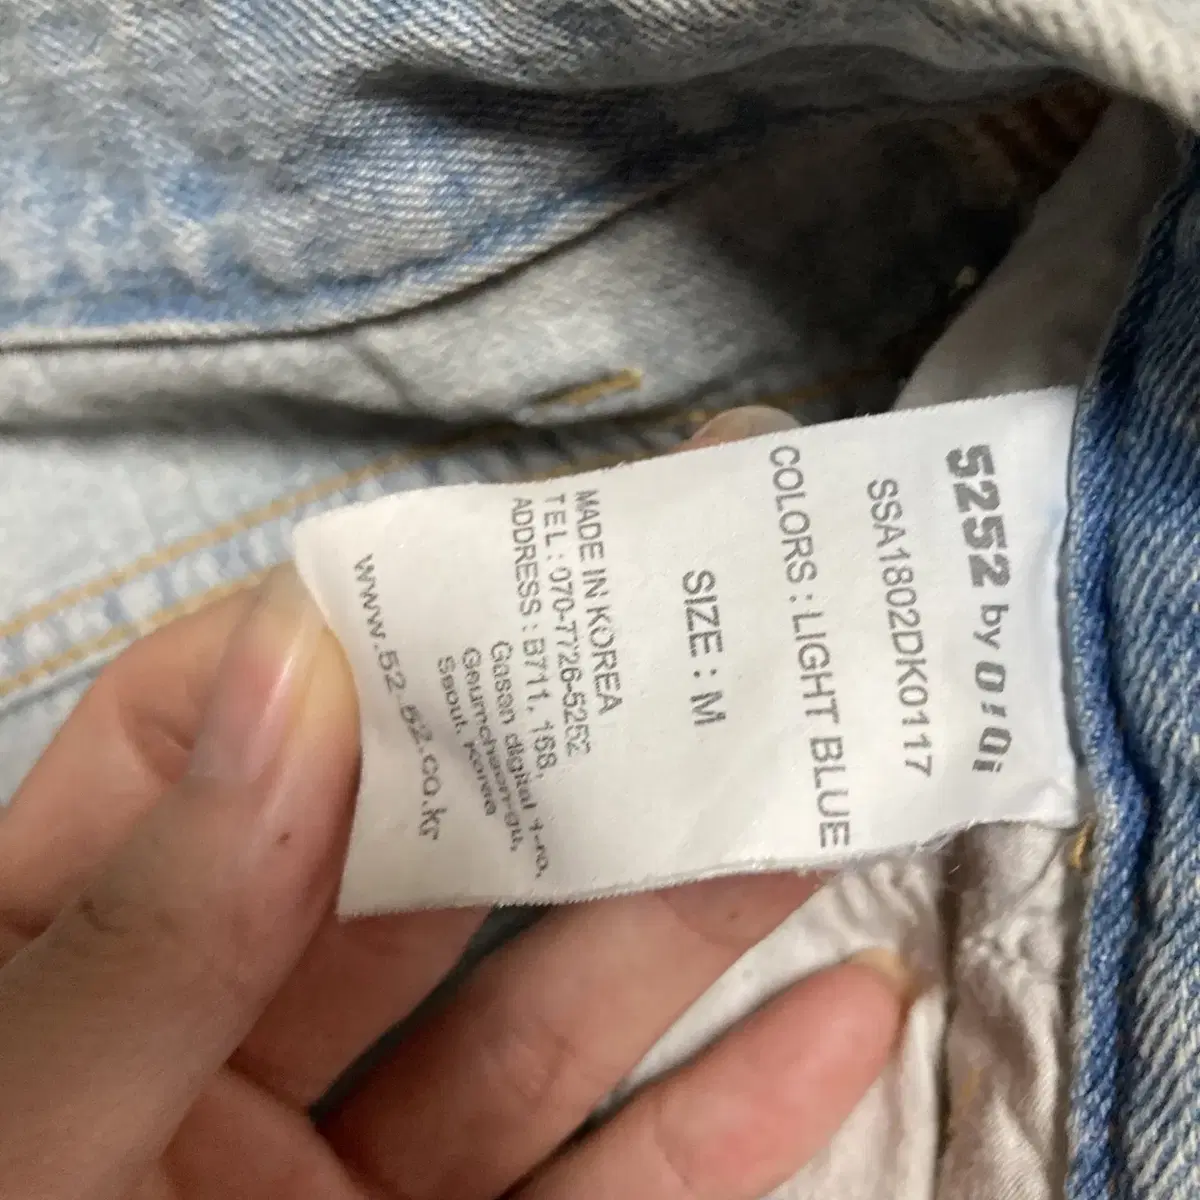 5252 by O!Oi
SSA1802DK0117
COLORS : LIGHT BLUE
SIZE : M
MADE IN KOREA
TEL : 070-7726-5252
ADDRESS : B711, 168,
Gasan digital 1-ro,
Geumcheon-gu,
Seoul, Korea
www.52-52.co.kr